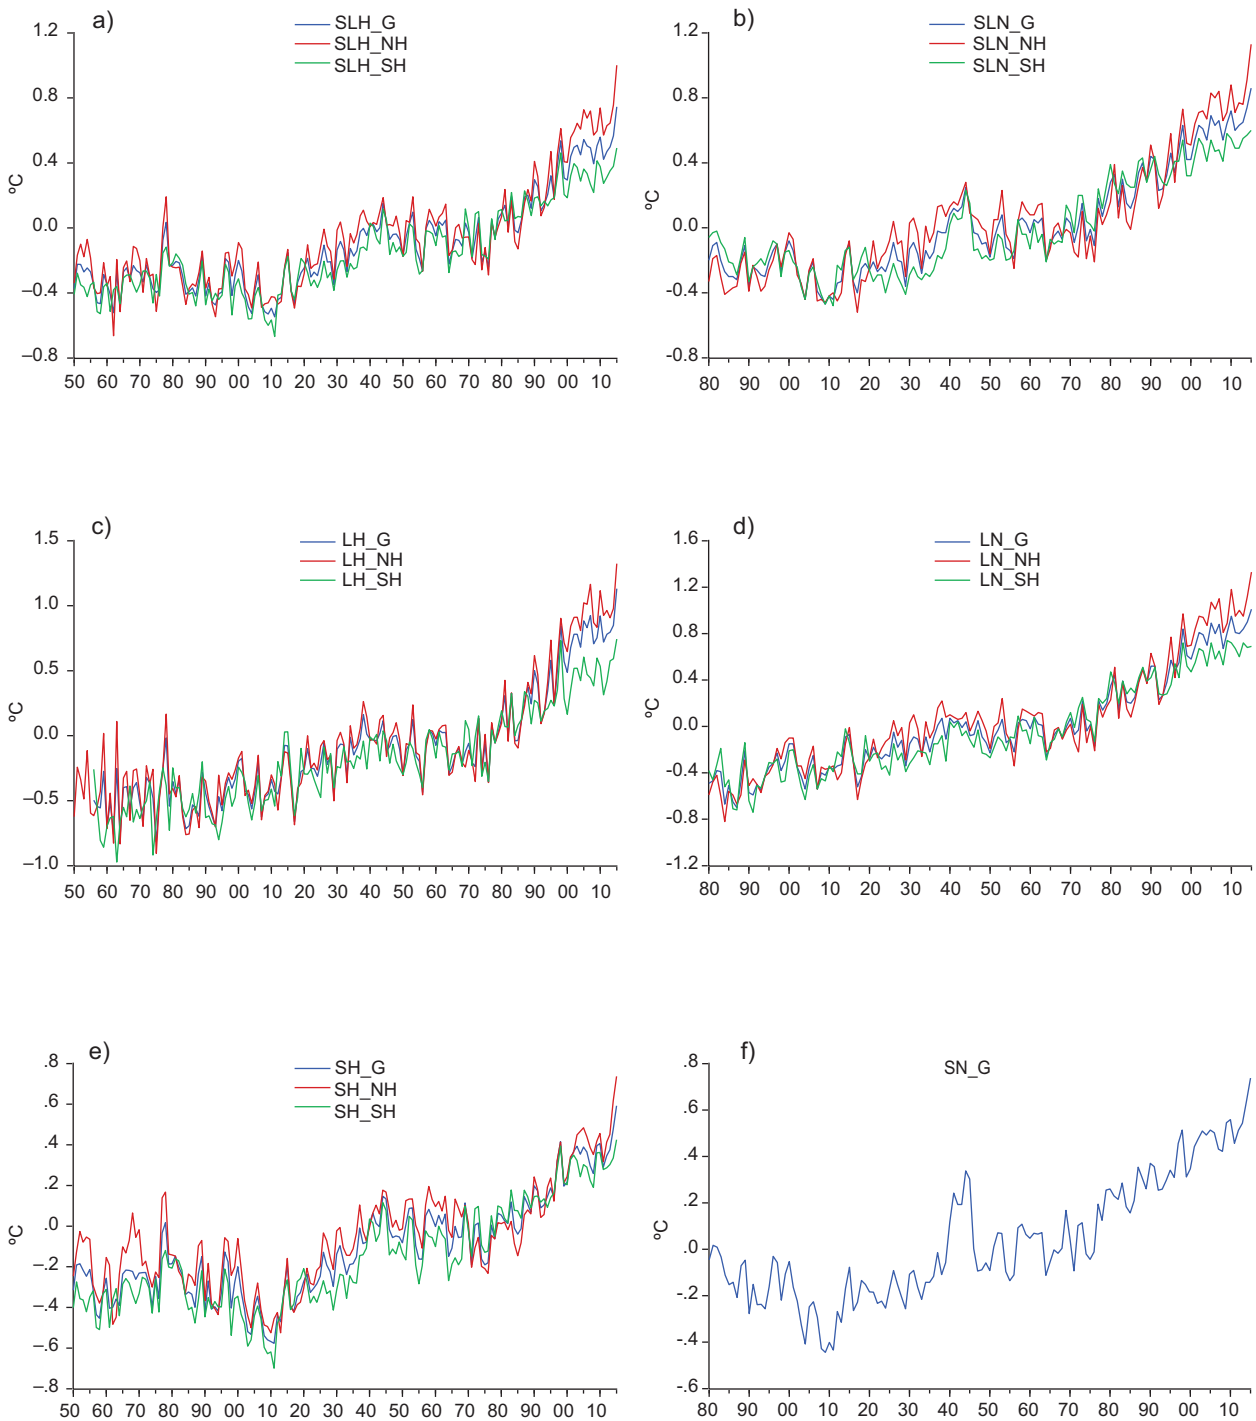 a)
SLH_G
SLH_NH
SLH_SH
1.2
0.8
0.4
0.0
–0.4
–0.8
ºC
50 60 70 80 90 00 10 20 30 40 50 60 70 80 90 00 10
b)
SLN_G
SLN_NH
SLN_SH
1.2
0.8
0.4
0.0
-0.4
-0.8
ºC
80 90 00 10 20 30 40 50 60 70 80 90 00 10
c)
LH_G
LH_NH
LH_SH
1.5
1.0
0.5
0.0
–0.5
–1.0
ºC
50 60 70 80 90 00 10 20 30 40 50 60 70 80 90 00 10
d)
LN_G
LN_NH
LN_SH
1.6
1.2
0.8
0.4
0.0
-0.4
-0.8
-1.2
ºC
80 90 00 10 20 30 40 50 60 70 80 90 00 10
e)
SH_G
SH_NH
SH_SH
.8
.6
.4
.2
.0
–.2
–.4
–.6
–.8
ºC
50 60 70 80 90 00 10 20 30 40 50 60 70 80 90 00 10
f)
SN_G
.8
.6
.4
.2
.0
-.2
-.4
-.6
ºC
80 90 00 10 20 30 40 50 60 70 80 90 00 10